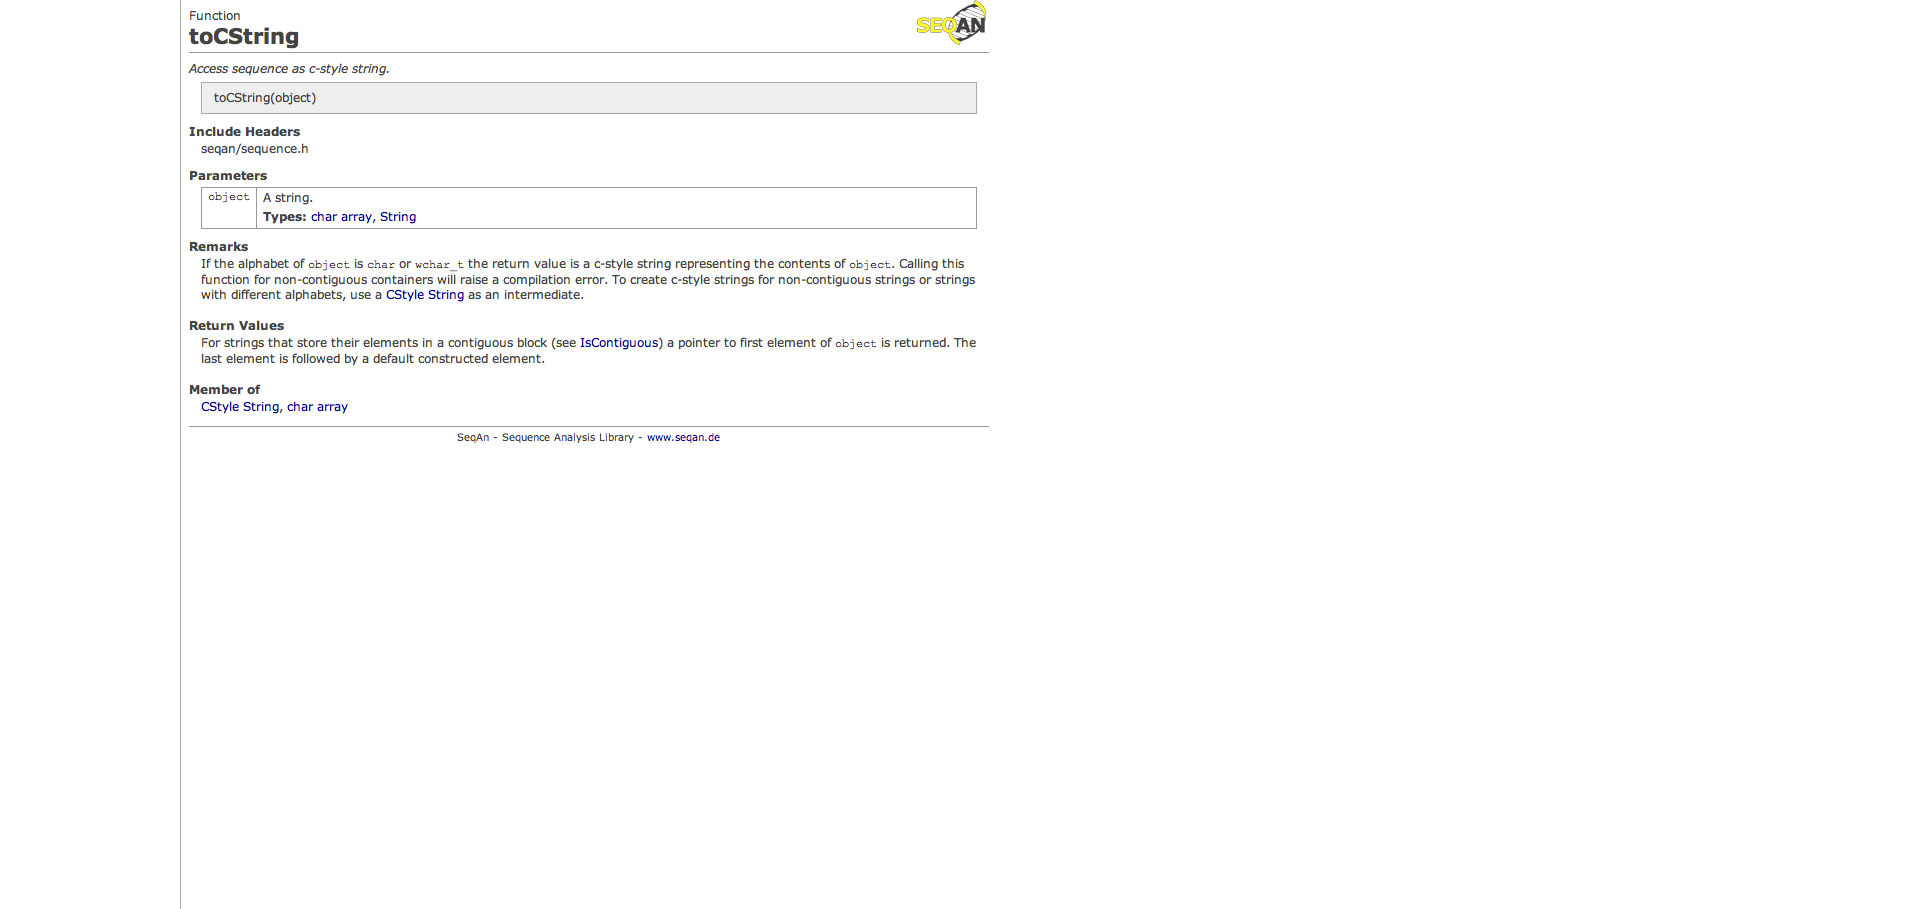 Function
SEQAN
toCString
Access sequence as c-style string.
toCString(object)
Include Headers
seqan/sequence.h
Parameters
object A string.
Types: char array, String
Remarks
If the alphabet of object is char or wchar_t the return value is a c-style string representing the contents of object. Calling this
function for non-contiguous containers will raise a compilation error. To create c-style strings for non-contiguous strings or strings
with different alphabets, use a CStyle String as an intermediate.
Return Values
For strings that store their elements in a contiguous block (see IsContiguous) a pointer to first element of object is returned. The
last element is followed by a default constructed element.
Member of
CStyle String, char array
SeqAn - Sequence Analysis Library - www.seqan.de